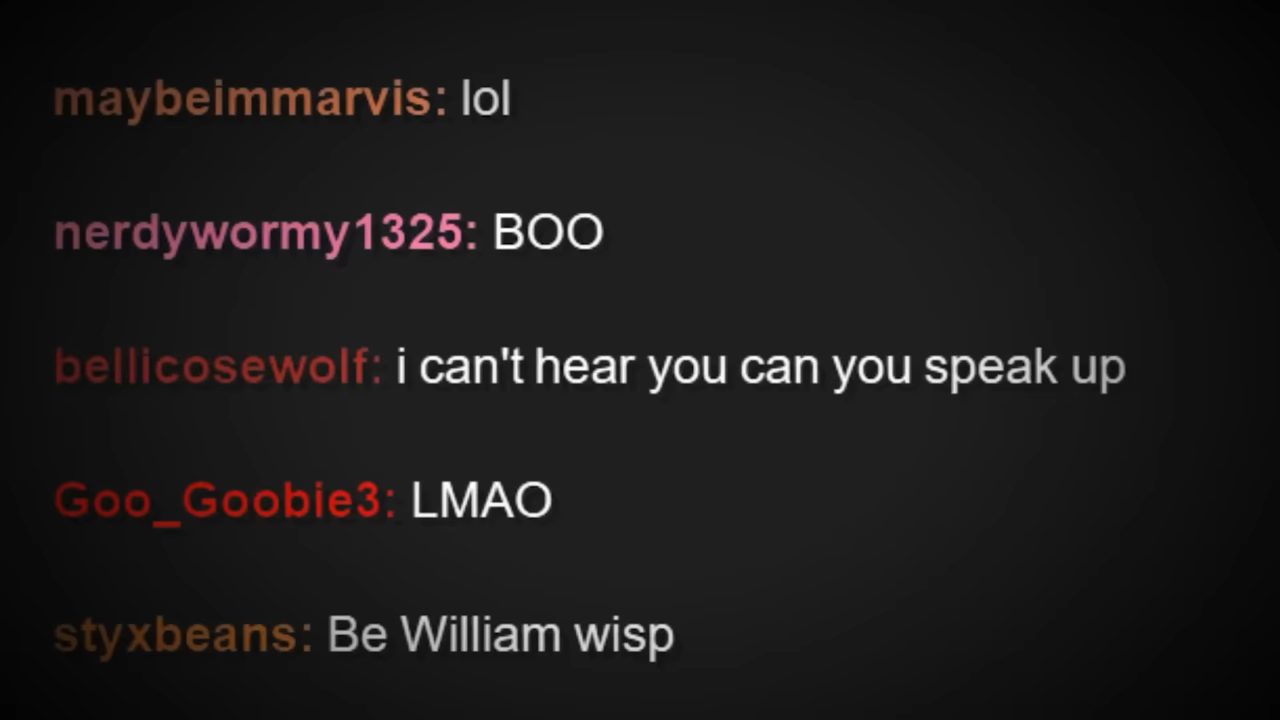 maybeimmarvis: lol
nerdywormy1325: BOO
bellicosewolf: i can't hear you can you speak up
Goo_Goobie3: LMAO
styxbeans: Be William wisp